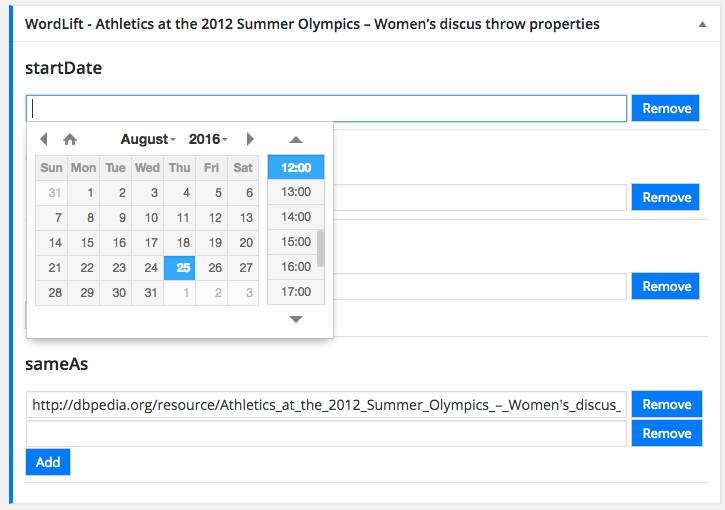 WordLift - Athletics at the 2012 Summer Olympics – Women’s discus throw properties
startDate
Remove
August 2016
Sun Mon Tue Wed Thu Fri Sat
31 1 2 3 4 5 6
7 8 9 10 11 12 13
14 15 16 17 18 19 20
21 22 23 24 25 26 27
28 29 30 31 1 2 3
12:00
13:00
14:00
15:00
16:00
17:00
Remove
Remove
sameAs
http://dbpedia.org/resource/Athletics_at_the_2012_Summer_Olympics_–_Women's_discus_
Remove
Remove
Add